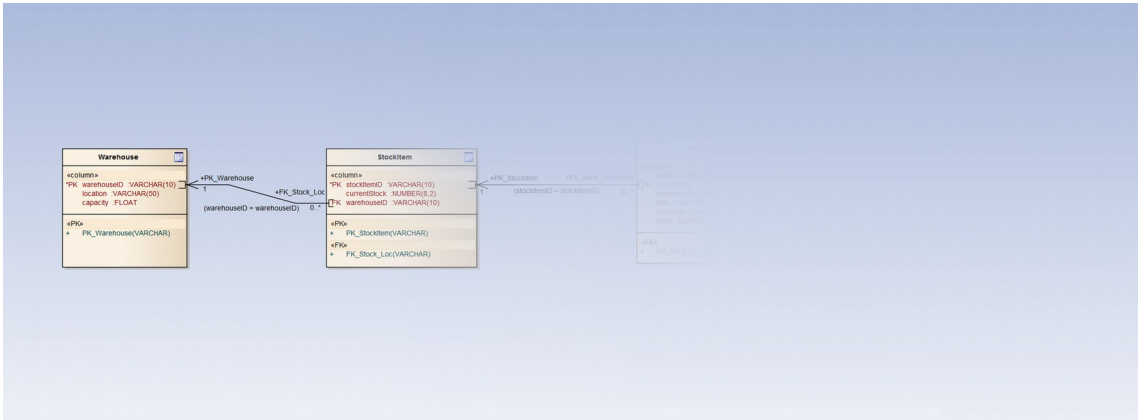 Warehouse
«column»
*PK warehouseID :VARCHAR(10)
location :VARCHAR(50)
capacity :FLOAT
«PK»
+ PK_Warehouse(VARCHAR)
+PK_Warehouse
1
+FK_Stock_Loc
(warehouseID = warehouseID)
0..*
StockItem
«column»
*PK stockitemID :VARCHAR(10)
currentStock :NUMBER(8.2)
FK warehouseID :VARCHAR(10)
«PK»
+ PK_StockItem(VARCHAR)
«FK»
+ FK_Stock_Loc(VARCHAR)
+PK_StockItem
1
(stockItemID = stockItemID)
«FK»